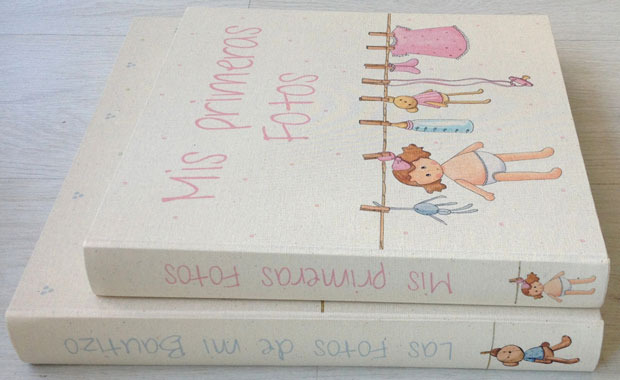 Mis primeras
Fotos
Mis primeras Fotos
Las Fotos de mi Bautizo